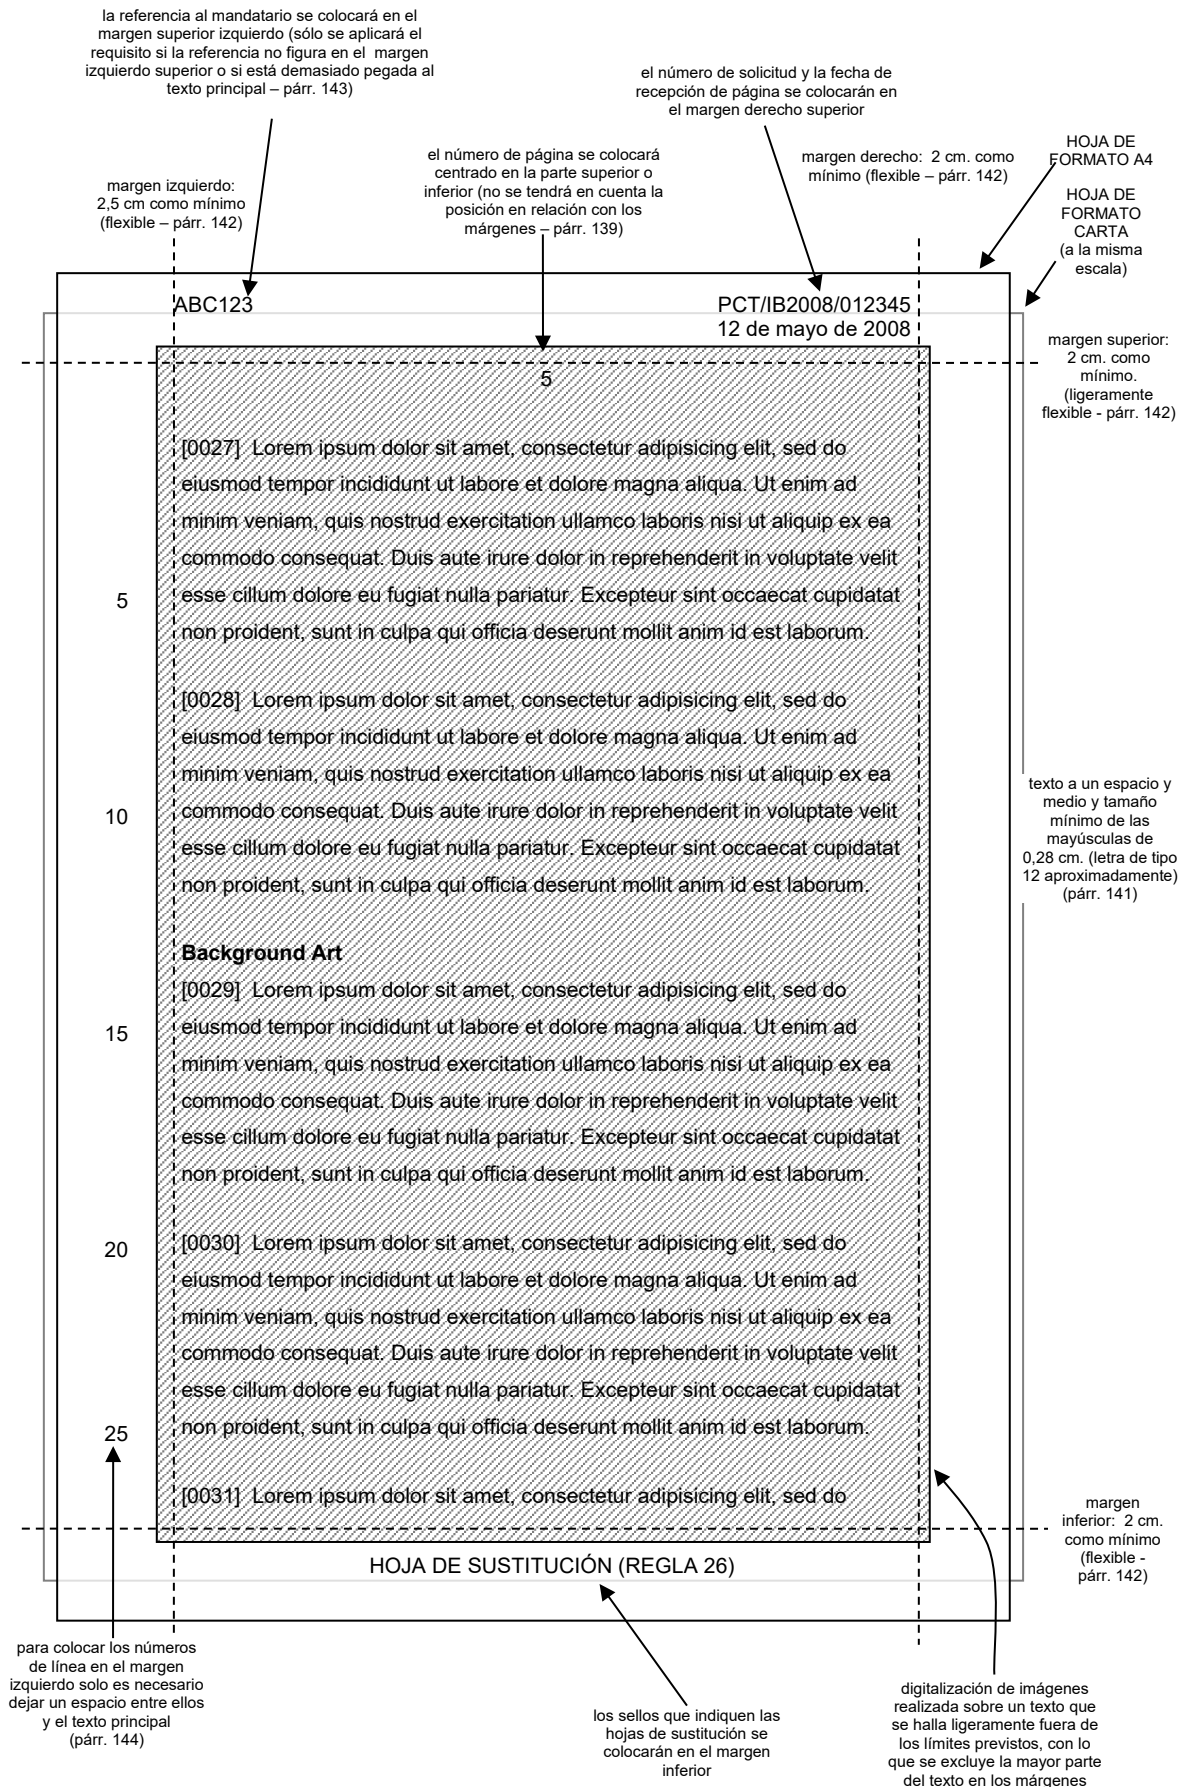 la referencia al mandatario se colocará en el
margen superior izquierdo (sólo se aplicará el
requisito si la referencia no figura en el  margen
izquierdo superior o si está demasiado pegada al
texto principal – párr. 143)
el número de solicitud y la fecha de
recepción de página se colocarán en
el margen derecho superior
HOJA DE
FORMATO A4
el número de página se colocará
centrado en la parte superior o
inferior (no se tendrá en cuenta la
posición en relación con los
márgenes – párr. 139)
margen derecho:  2 cm. como
mínimo (flexible – párr. 142)
margen izquierdo:
2,5 cm como mínimo
(flexible – párr. 142)
HOJA DE
FORMATO
CARTA
(a la misma
escala)
ABC123
PCT/IB2008/012345
12 de mayo de 2008
margen superior:
2 cm. como
mínimo.
(ligeramente
flexible - párr. 142)
5
[0027]  Lorem ipsum dolor sit amet, consectetur adipisicing elit, sed do
eiusmod tempor incididunt ut labore et dolore magna aliqua. Ut enim ad
minim veniam, quis nostrud exercitation ullamco laboris nisi ut aliquip ex ea
commodo consequat. Duis aute irure dolor in reprehenderit in voluptate velit
5 esse cillum dolore eu fugiat nulla pariatur. Excepteur sint occaecat cupidatat
non proident, sunt in culpa qui officia deserunt mollit anim id est laborum.
[0028]  Lorem ipsum dolor sit amet, consectetur adipisicing elit, sed do
eiusmod tempor incididunt ut labore et dolore magna aliqua. Ut enim ad
minim veniam, quis nostrud exercitation ullamco laboris nisi ut aliquip ex ea
10 commodo consequat. Duis aute irure dolor in reprehenderit in voluptate velit
esse cillum dolore eu fugiat nulla pariatur. Excepteur sint occaecat cupidatat
non proident, sunt in culpa qui officia deserunt mollit anim id est laborum.
texto a un espacio y
medio y tamaño
mínimo de las
mayúsculas de
0,28 cm. (letra de tipo
12 aproximadamente)
(párr. 141)
Background Art
[0029]  Lorem ipsum dolor sit amet, consectetur adipisicing elit, sed do
15 eiusmod tempor incididunt ut labore et dolore magna aliqua. Ut enim ad
minim veniam, quis nostrud exercitation ullamco laboris nisi ut aliquip ex ea
commodo consequat. Duis aute irure dolor in reprehenderit in voluptate velit
esse cillum dolore eu fugiat nulla pariatur. Excepteur sint occaecat cupidatat
non proident, sunt in culpa qui officia deserunt mollit anim id est laborum.
20 [0030]  Lorem ipsum dolor sit amet, consectetur adipisicing elit, sed do
eiusmod tempor incididunt ut labore et dolore magna aliqua. Ut enim ad
minim veniam, quis nostrud exercitation ullamco laboris nisi ut aliquip ex ea
commodo consequat. Duis aute irure dolor in reprehenderit in voluptate velit
esse cillum dolore eu fugiat nulla pariatur. Excepteur sint occaecat cupidatat
25 non proident, sunt in culpa qui officia deserunt mollit anim id est laborum.
[0031]  Lorem ipsum dolor sit amet, consectetur adipisicing elit, sed do
margen
inferior:  2 cm.
como mínimo
(flexible -
párr. 142)
HOJA DE SUSTITUCIÓN (REGLA 26)
para colocar los números
de línea en el margen
izquierdo solo es necesario
dejar un espacio entre ellos
y el texto principal
(párr. 144)
los sellos que indiquen las
hojas de sustitución se
colocarán en el margen
inferior
digitalización de imágenes
realizada sobre un texto que
se halla ligeramente fuera de
los límites previstos, con lo
que se excluye la mayor parte
del texto en los márgenes